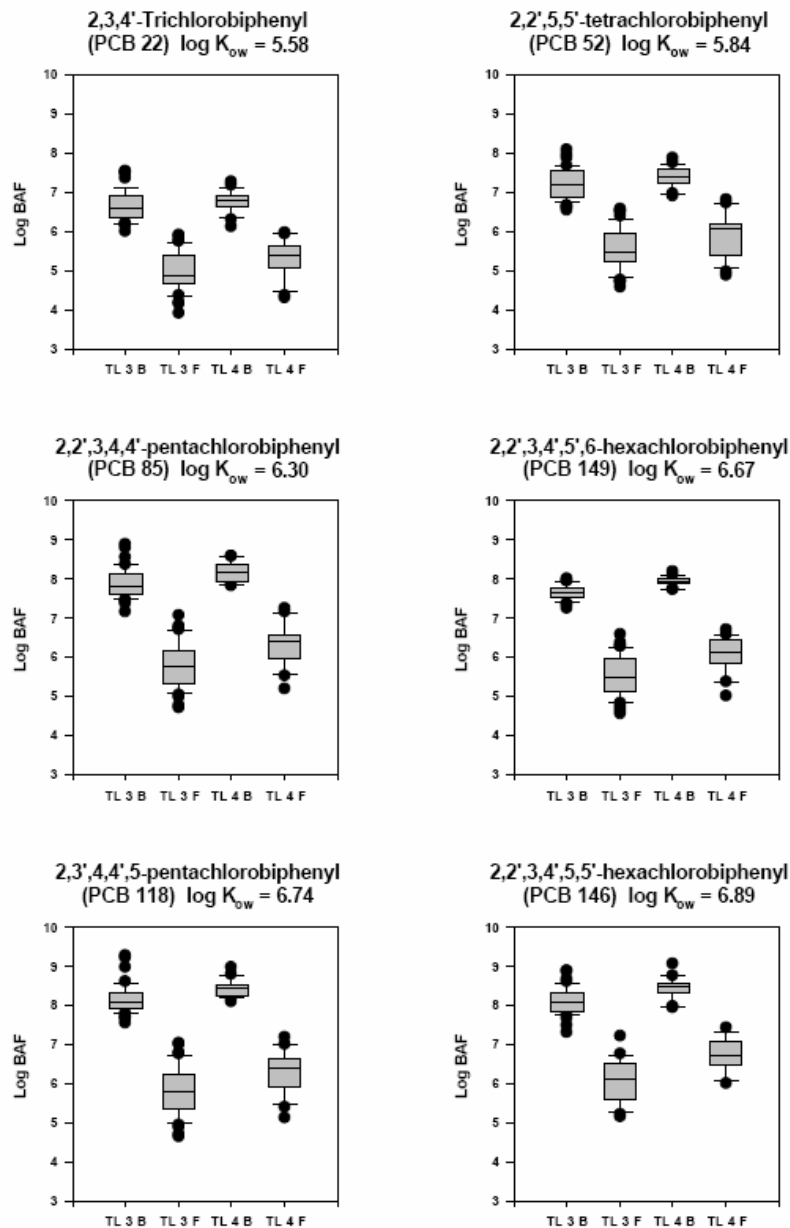 2,3,4'-Trichlorobiphenyl
(PCB 22) log Kow = 5.58
10
9
8
7
6
5
4
3
Log BAF
TL 3 B TL 3 F TL 4 B TL 4 F
2,2',5,5'-tetrachlorobiphenyl
(PCB 52) log Kow = 5.84
10
9
8
7
6
5
4
3
Log BAF
TL 3 B TL 3 F TL 4 B TL 4 F
2,2',3,4,4'-pentachlorobiphenyl
(PCB 85) log Kow = 6.30
10
9
8
7
6
5
4
3
Log BAF
TL 3 B TL 3 F TL 4 B TL 4 F
2,2',3,4',5',6-hexachlorobiphenyl
(PCB 149) log Kow = 6.67
10
9
8
7
6
5
4
3
Log BAF
TL 3 B TL 3 F TL 4 B TL 4 F
2,3',4,4',5-pentachlorobiphenyl
(PCB 118) log Kow = 6.74
10
9
8
7
6
5
4
3
Log BAF
TL 3 B TL 3 F TL 4 B TL 4 F
2,2',3,4',5,5'-hexachlorobiphenyl
(PCB 146) log Kow = 6.89
10
9
8
7
6
5
4
3
Log BAF
TL 3 B TL 3 F TL 4 B TL 4 F